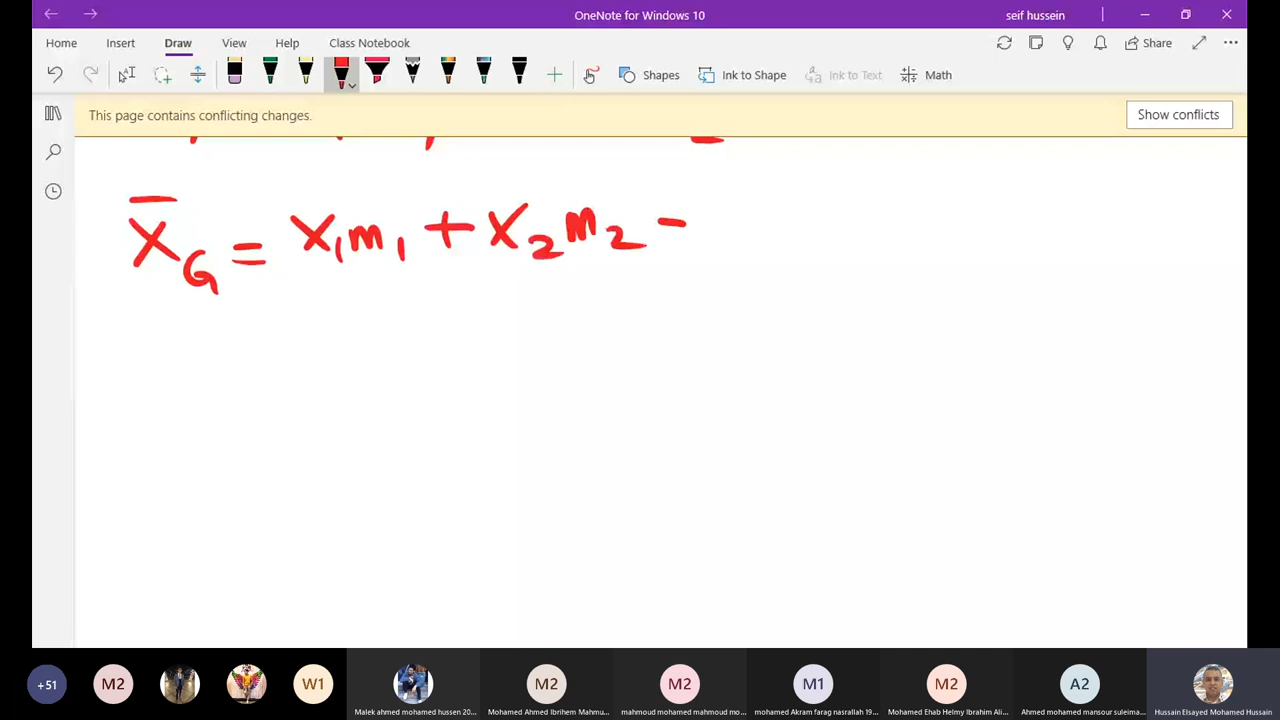 OneNote for Windows 10
seif hussein
Home Insert Draw View Help Class Notebook
Share
Shapes
Ink to Shape
Ink to Text
Math
This page contains conflicting changes.
Show conflicts
X̅_G = X₁m₁ + X₂m₂ -
+51
M2
W1
Malek ahmed mohamed hussen 20...
M2
Mohamed Ahmed Ibrihem Mahmu...
M2
mahmoud mohamed mahmoud mo...
M1
mohamed Akram farag nasrallah 19...
M2
Mohamed Ehab Helmy Ibrahim Ali...
A2
Ahmed mohamed mansour suleima...
Hussain Elsayed Mohamed Hussain